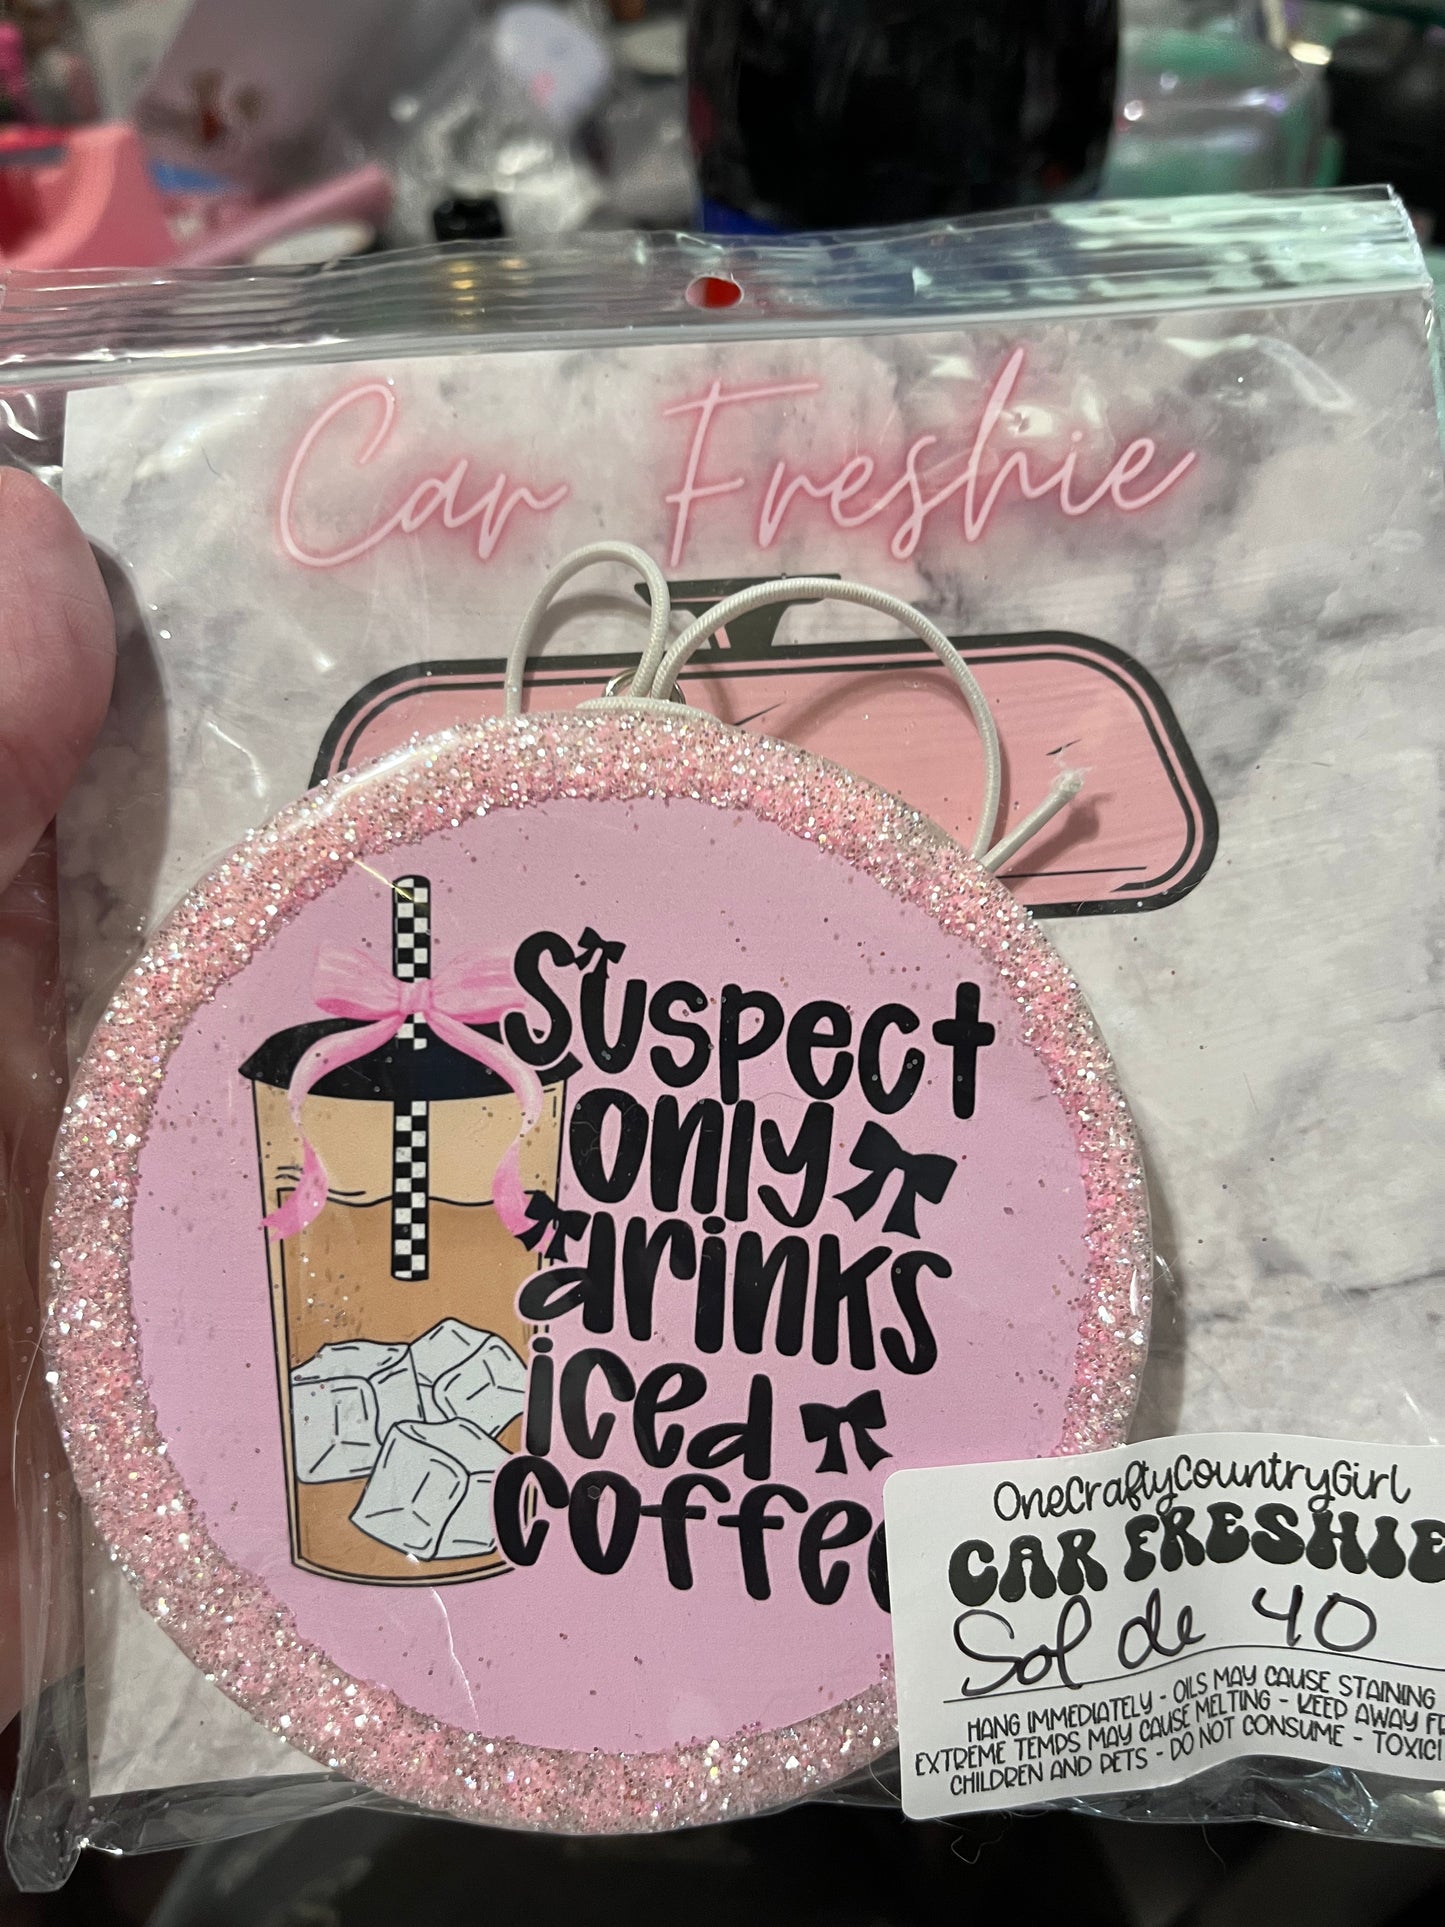 Car Freshie
Suspect
only
drinks
iced
coffee
OneCraftyCountryGirl
CAR FRESHIE
Sol de 40
HANG IMMEDIATELY - OILS MAY CAUSE STAINING
EXTREME TEMPS MAY CAUSE MELTING - KEEP AWAY
CHILDREN AND PETS - DO NOT CONSUME -